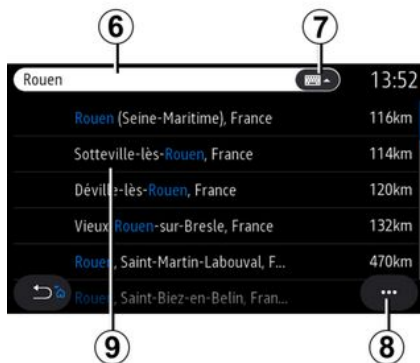 6 7
Rouen 13:52
Rouen (Seine-Maritime), France 116km
Sotteville-lès-Rouen, France 114km
Déville-lès-Rouen, France 120km
Vieux-Rouen-sur-Bresle, France 132km
Rouen, Saint-Martin-Labouval, F... 470km
Rouen, Saint-Biez-en-Belin, Fran...
9 8